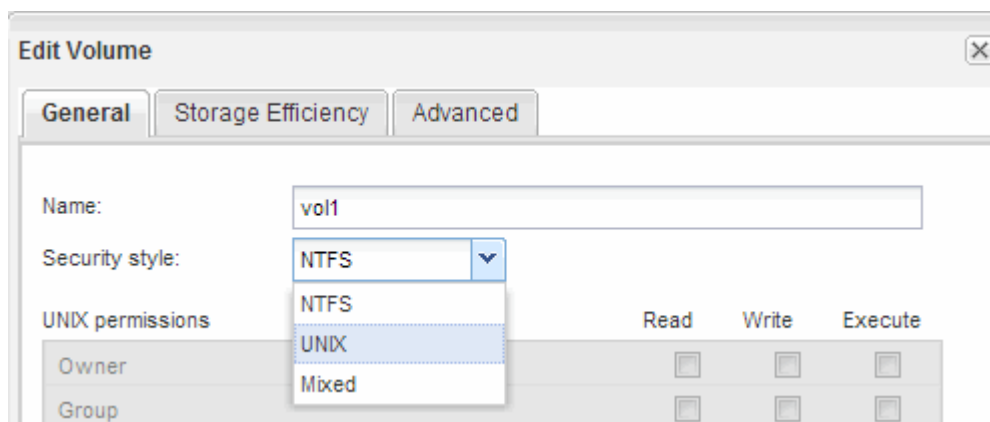 Edit Volume
General Storage Efficiency Advanced
Name: vol1
Security style: NTFS
NTFS
UNIX permissions Read Write Execute
UNIX
Owner
Mixed
Group